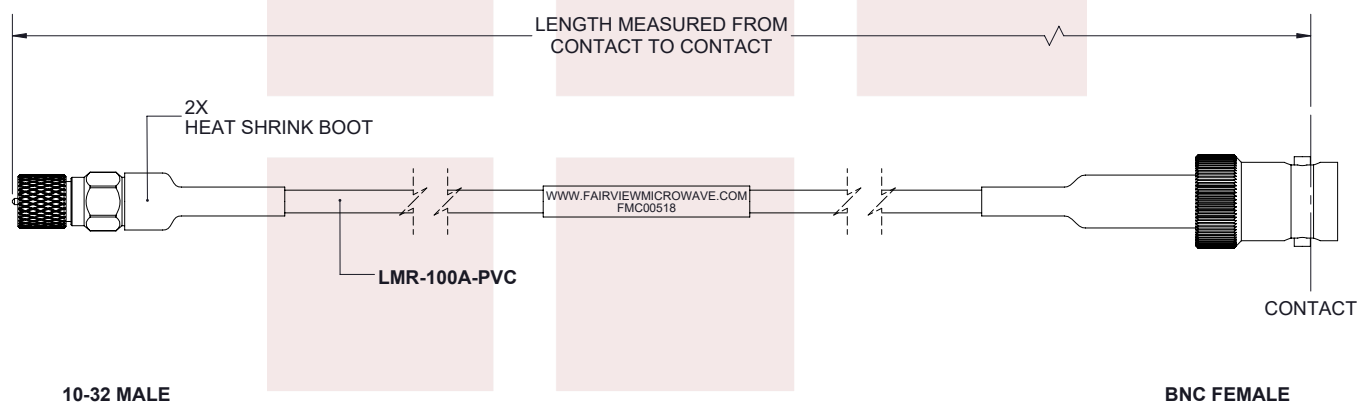 LENGTH MEASURED FROM
CONTACT TO CONTACT
2X
HEAT SHRINK BOOT
WWW.FAIRVIEWMICROWAVE.COM
FMC00518
LMR-100A-PVC
CONTACT
10-32 MALE
BNC FEMALE